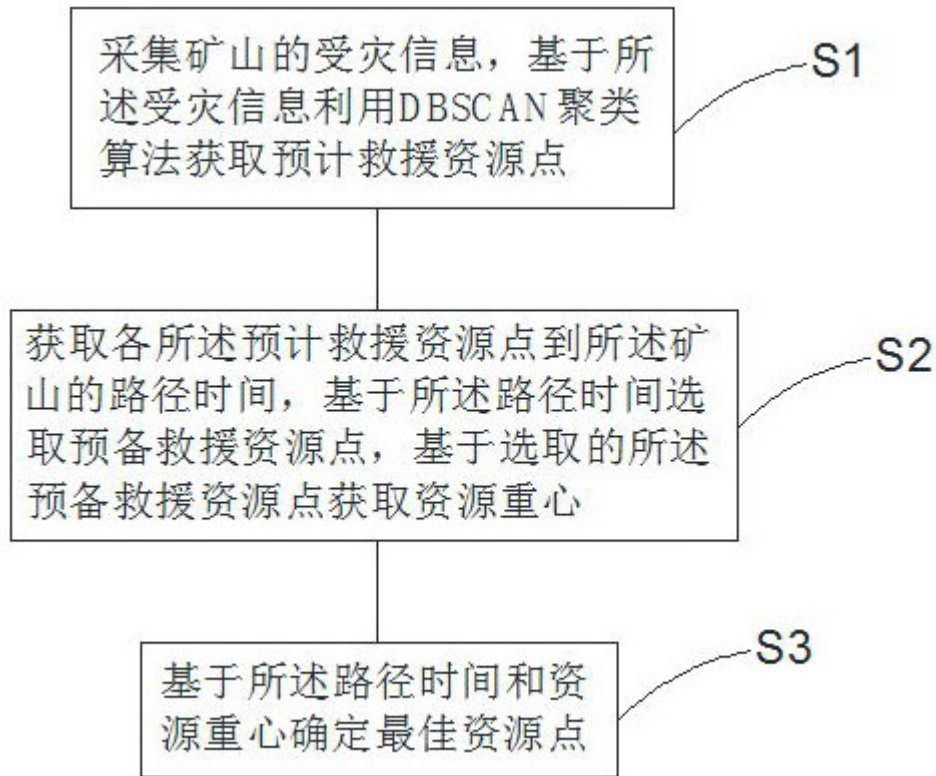 采集矿山的受灾信息，基于所
述受灾信息利用DBSCAN聚类
算法获取预计救援资源点
S1
获取各所述预计救援资源点到所述矿
山的路径时间，基于所述路径时间选
取预备救援资源点，基于选取的所述
预备救援资源点获取资源重心
S2
基于所述路径时间和资
源重心确定最佳资源点
S3